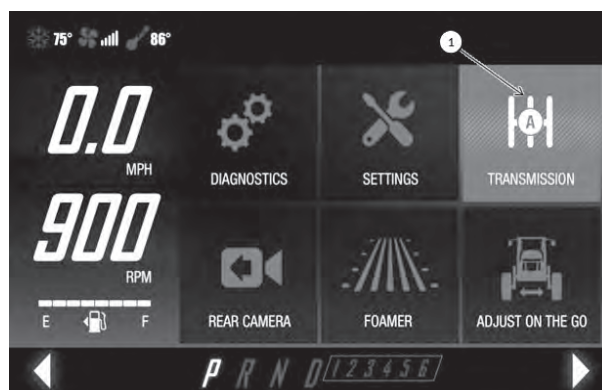 75° 86°
1
0.0
MPH
DIAGNOSTICS
SETTINGS
A
TRANSMISSION
900
RPM
E F
REAR CAMERA
FOAMER
ADJUST ON THE GO
P R N D 1 2 3 4 5 6